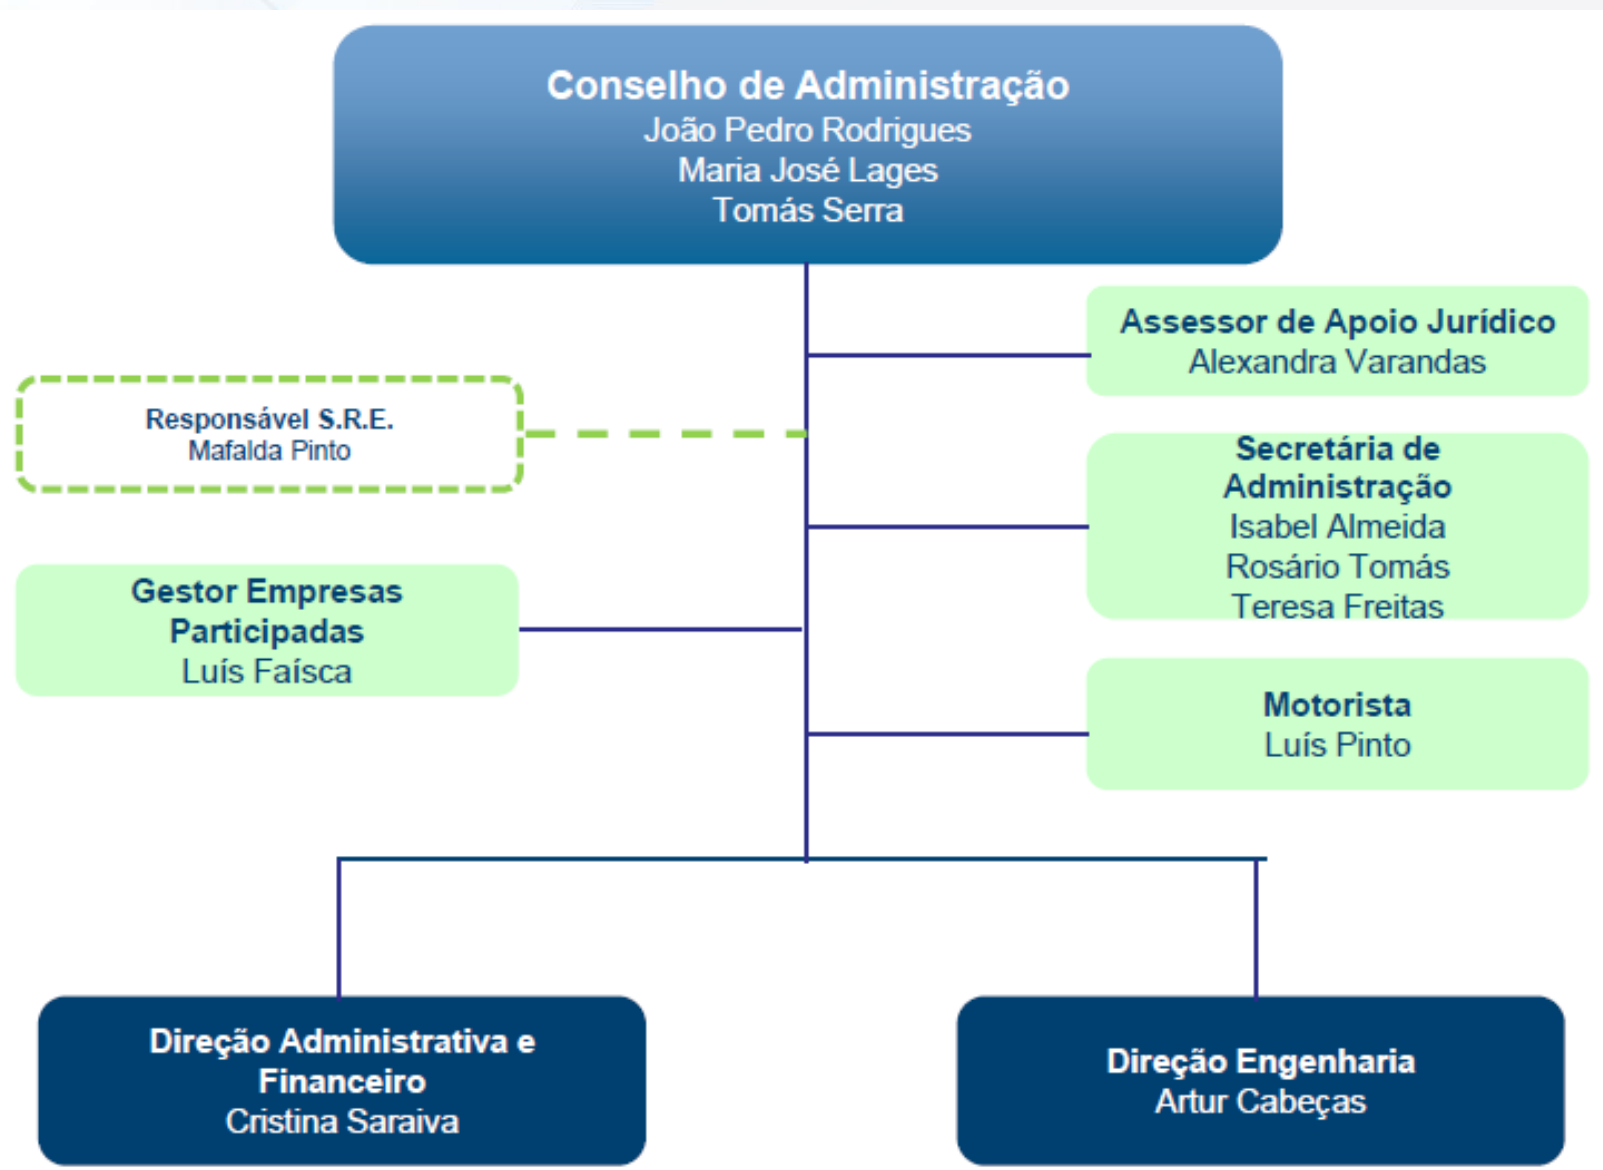 Conselho de Administração
João Pedro Rodrigues
Maria José Lages
Tomás Serra
Assessor de Apoio Jurídico
Alexandra Varandas
Responsável S.R.E.
Mafalda Pinto
Secretária de
Administração
Isabel Almeida
Rosário Tomás
Teresa Freitas
Gestor Empresas
Participadas
Luís Faísca
Motorista
Luís Pinto
Direção Administrativa e
Financeiro
Cristina Saraiva
Direção Engenharia
Artur Cabeças